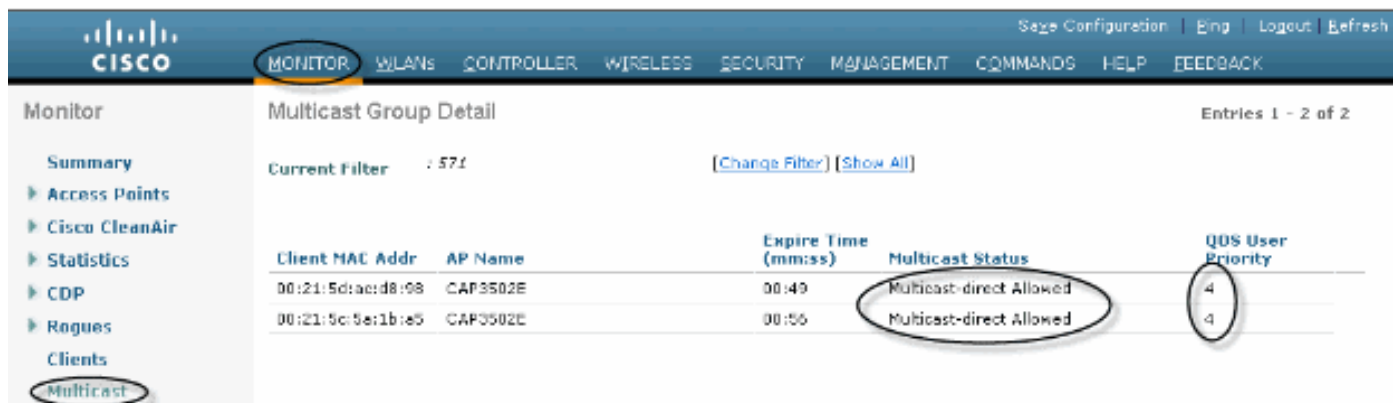 Save Configuration | Ping | Logout | Refresh
CISCO
MONITOR WLANs CONTROLLER WIRELESS SECURITY MANAGEMENT COMMANDS HELP FEEDBACK
Monitor
Summary
Access Points
Cisco CleanAir
Statistics
CDP
Rogues
Clients
Multicast
Multicast Group Detail
Entries 1 - 2 of 2
Current Filter : 571 [Change Filter] [Show All]
Client MAC Addr AP Name Expire Time (mm:ss) Multicast Status QOS User Priority
00:21:5d:ac:d8:98 CAP3502E 00:49 Multicast-direct Allowed 4
00:21:5c:5a:1b:a5 CAP3502E 00:56 Multicast-direct Allowed 4